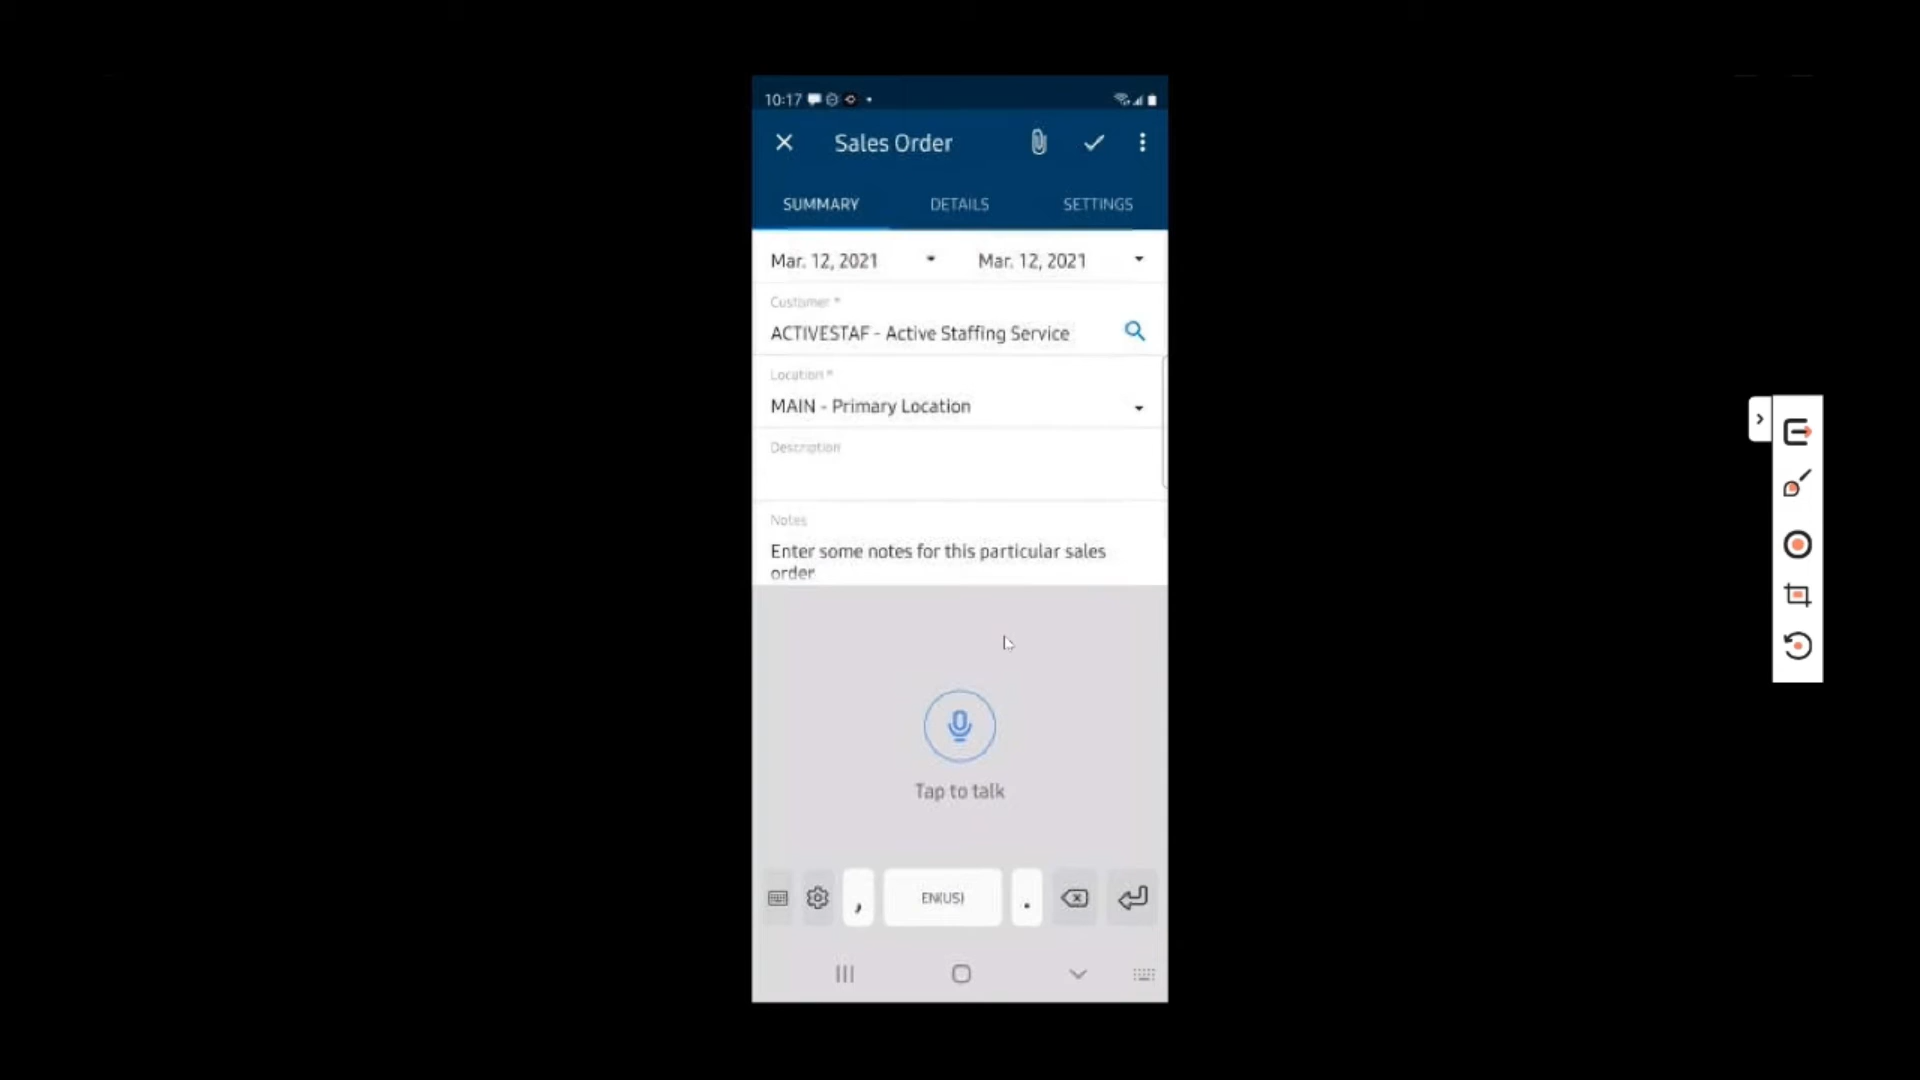 10:17
Sales Order
SUMMARY DETAILS SETTINGS
Mar. 12, 2021 Mar. 12, 2021
Customer *
ACTIVESTAF - Active Staffing Service
Location *
MAIN - Primary Location
Description
Notes
Enter some notes for this particular sales
order
Tap to talk
, EN(US) .